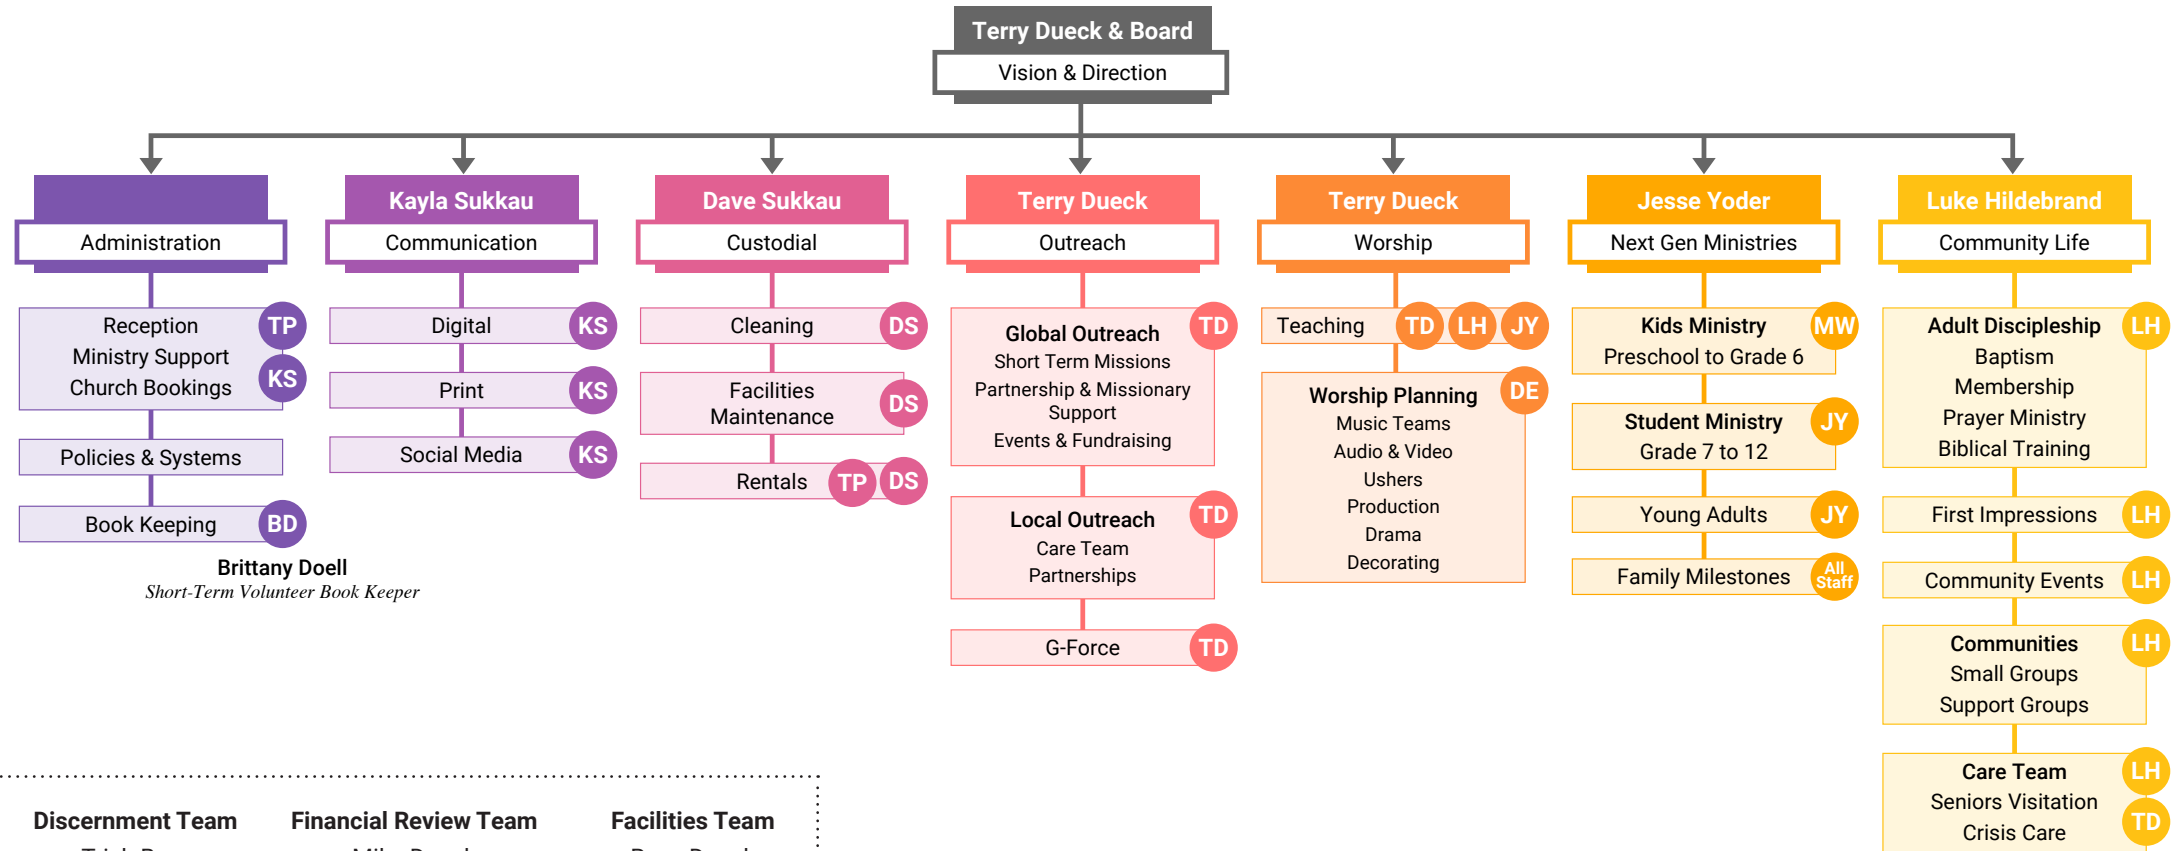 Terry Dueck & Board
Vision & Direction
Administration
Reception
TP
Ministry Support
KS
Church Bookings
Policies & Systems
Book Keeping
BD
Brittany Doell
Short-Term Volunteer Book Keeper
Kayla Sukkau
Communication
Digital
KS
Print
KS
Social Media
KS
Dave Sukkau
Custodial
Cleaning
DS
Facilities
Maintenance
DS
Rentals
TP
DS
Terry Dueck
Outreach
Global Outreach
TD
Short Term Missions
Partnership & Missionary
Support
Events & Fundraising
Local Outreach
TD
Care Team
Partnerships
G-Force
TD
Terry Dueck
Worship
Teaching
TD
LH
JY
Worship Planning
DE
Music Teams
Audio & Video
Ushers
Production
Drama
Decorating
Jesse Yoder
Next Gen Ministries
Kids Ministry
MW
Preschool to Grade 6
Student Ministry
JY
Grade 7 to 12
Young Adults
JY
Family Milestones
All
Staff
Luke Hildebrand
Community Life
Adult Discipleship
LH
Baptism
Membership
Prayer Ministry
Biblical Training
First Impressions
LH
Community Events
LH
Communities
LH
Small Groups
Support Groups
Care Team
LH
Seniors Visitation
TD
Crisis Care
Discernment Team
Financial Review Team
Facilities Team